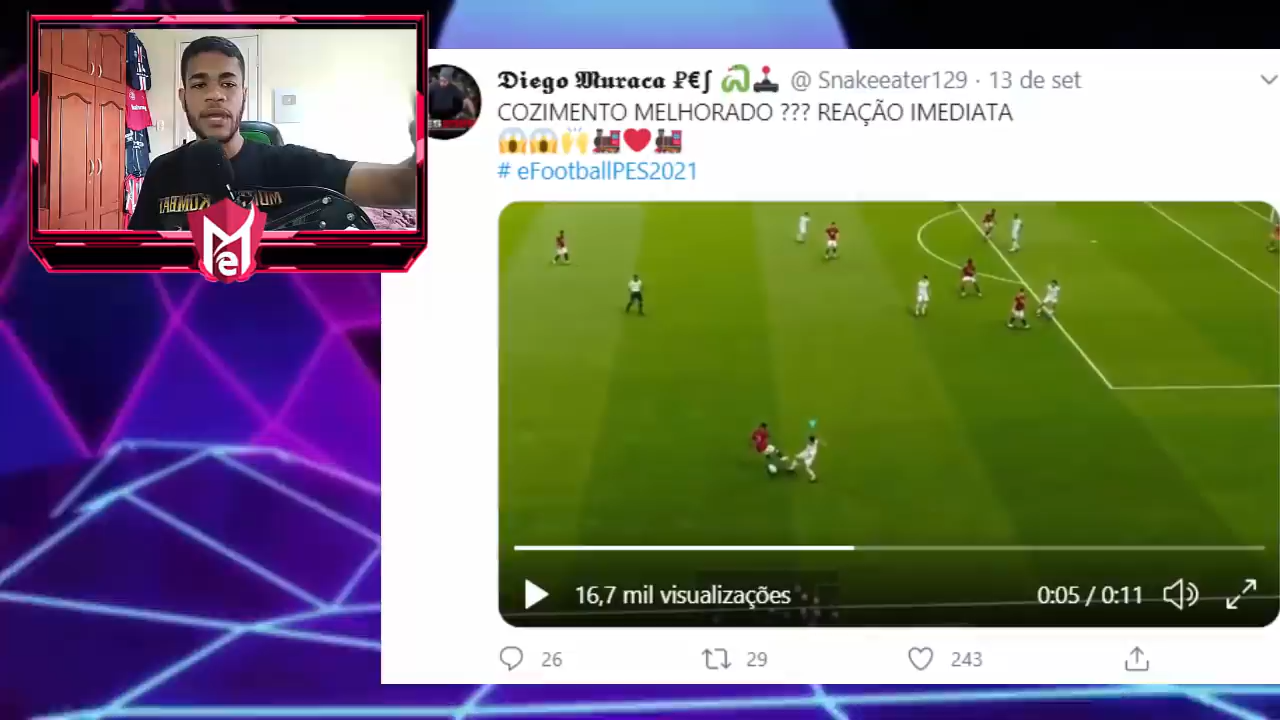 𝕯𝖎𝖊𝖌𝖔 𝕸𝖚𝖗𝖆𝖈𝖆 ₽€∫ @ Snakeeater129 · 13 de set
COZIMENTO MELHORADO ??? REAÇÃO IMEDIATA
😱😱🙌🚂❤️🚂
# eFootballPES2021
16,7 mil visualizações
0:05 / 0:11
26
29
243
Me